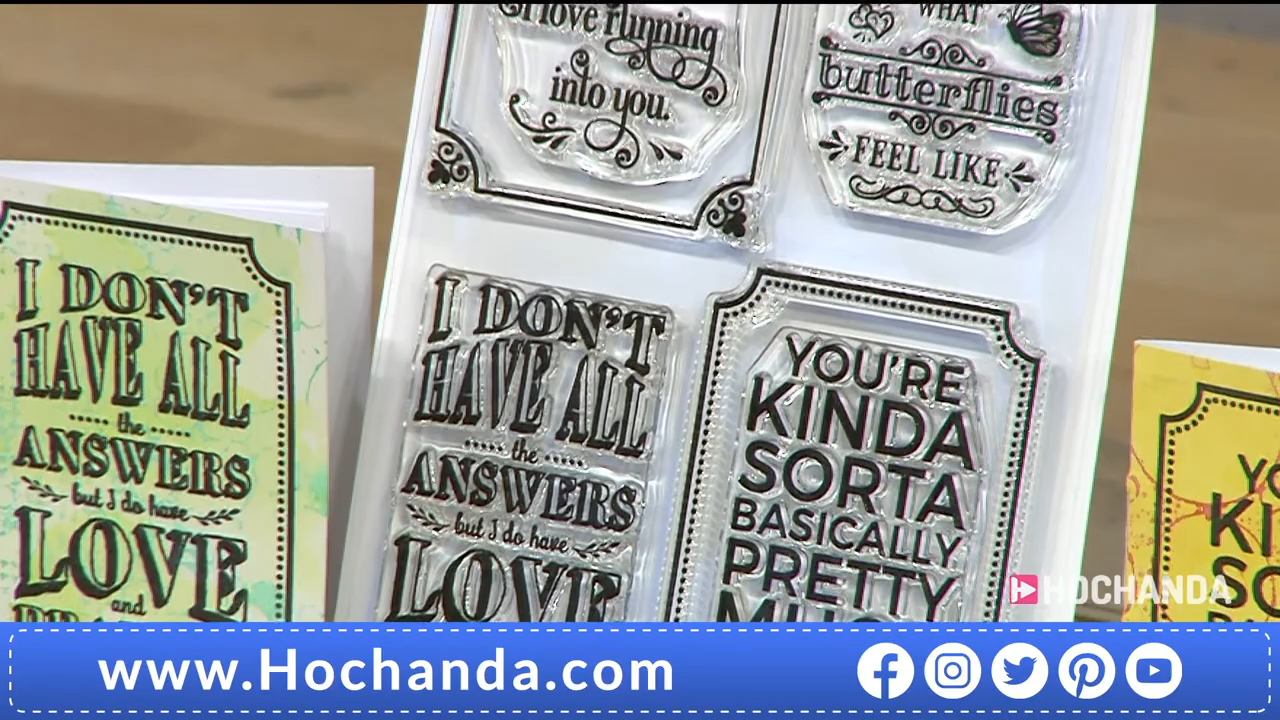 I love running
into you.
WHAT
butterflies
FEEL LIKE
I DON'T
HAVE ALL
the
ANSWERS
but I do have
LOVE
and
I DON'T
HAVE ALL
the
ANSWERS
but I do have
LOVE
YOU'RE
KINDA
SORTA
BASICALLY
PRETTY
HOCHANDA
www.Hochanda.com